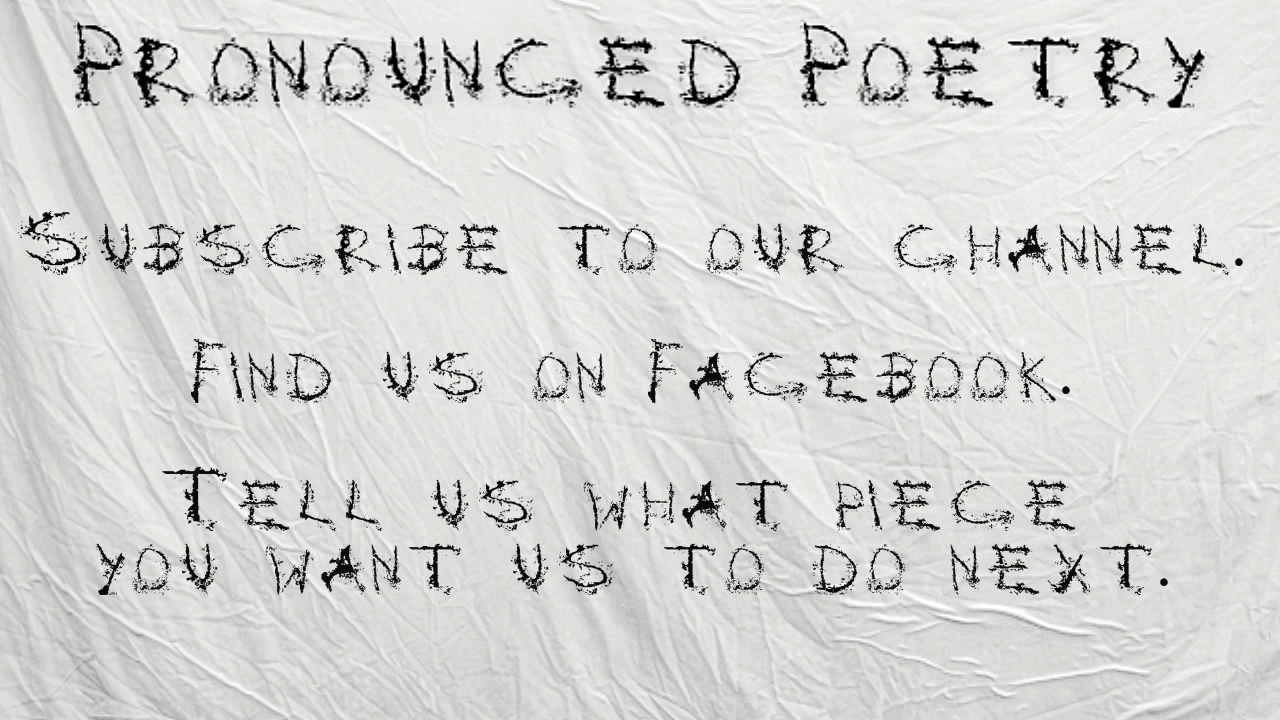 Pronounced Poetry
Subscribe to our channel.
Find us on Facebook.
Tell us what piece
you want us to do next.